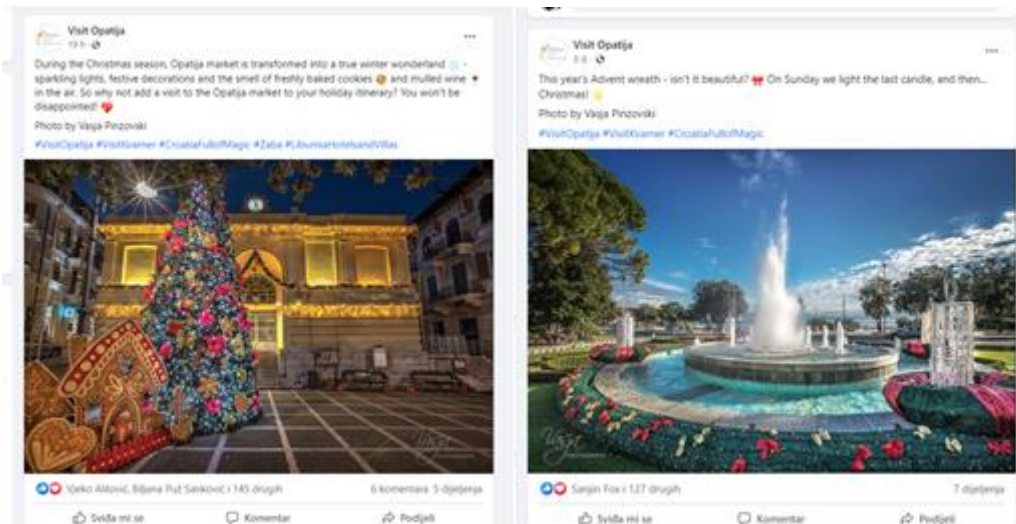 Visit Opatija
19 h
During the Christmas season, Opatija market is transformed into a true winter wonderland -
sparkling lights, festive decorations and the smell of freshly baked cookies and mulled wine
in the air. So why not add a visit to the Opatija market to your holiday itinerary? You won't be
disappointed!
Photo by Vasja Pinzovski
#VisitOpatija #VisitKvarner #CroatiaFullofMagic #Zaba #LiburniaHotelsandVillas
Vjeko Alilović, Biljana Puž Sanković i 145 drugih
6 komentara 5 dijeljenja
Sviđa mi se
Komentar
Podijeli
Visit Opatija
This year's Advent wreath - isn't it beautiful? On Sunday we light the last candle, and then...
Christmas!
Photo by Vasja Pinzovski
#VisitOpatija #VisitKvarner #CroatiaFullofMagic
Sanjin Fox i 127 drugih
7 dijeljenja
Sviđa mi se
Komentar
Podijeli